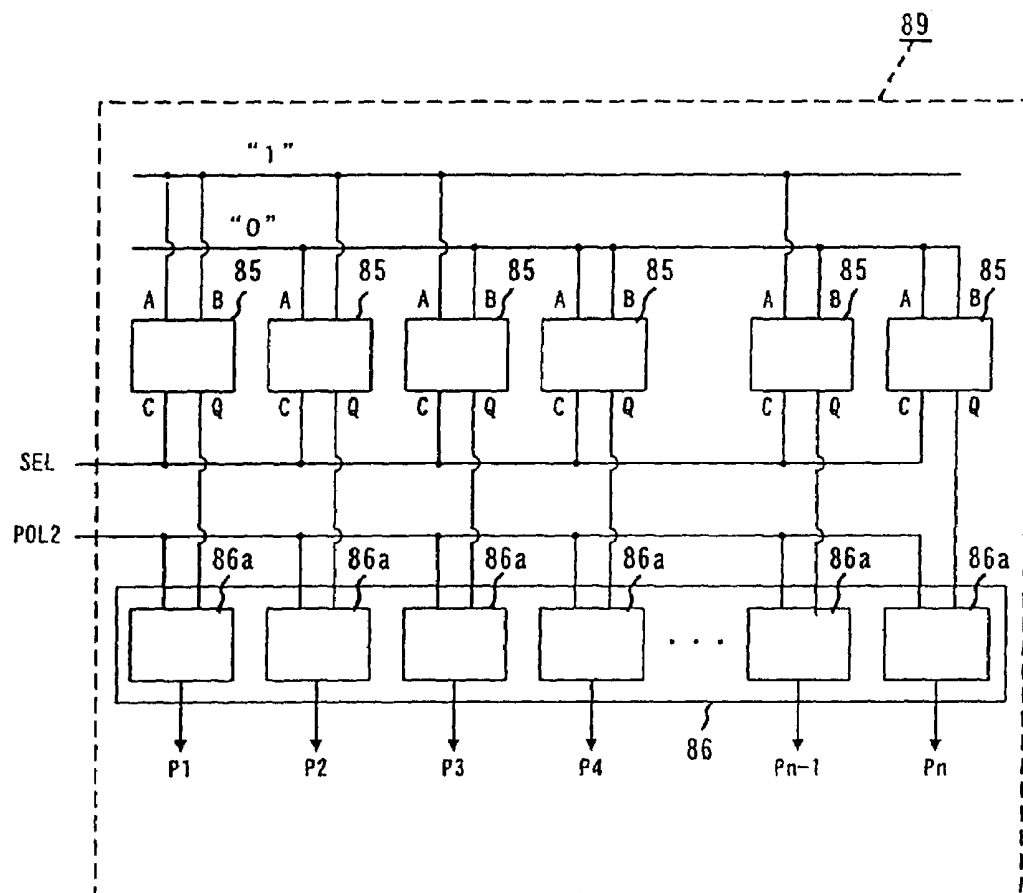 89
"1"
"0"
A B 85 A 85 A B 85 A B 85 A B 85 A B 85
C Q C Q C Q C Q C Q C Q
SEL
POL2
86a 86a 86a 86a 86a 86a
. . .
86
P1 P2 P3 P4 Pn-1 Pn